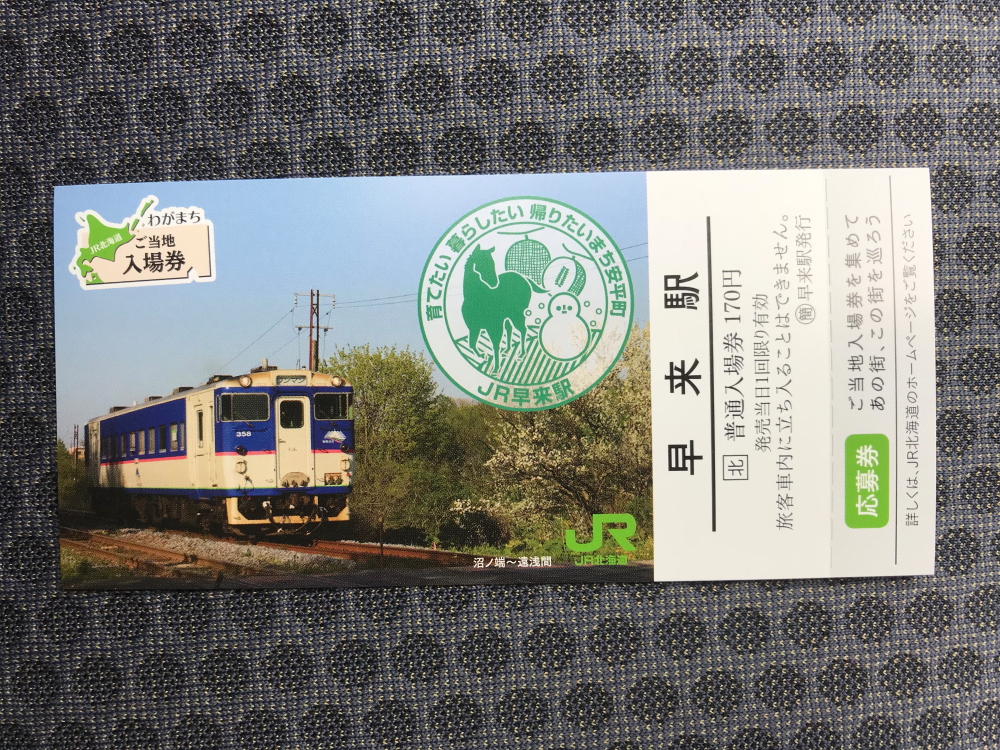 わがまち
ご当地
入場券
JR北海道
育てたい 暮らしたい 帰りたいまち安平町
JR早来駅
358
沼ノ端～遠浅間
JR
JR北海道
早来駅
北 普通入場券 170円
発売当日1回限り有効
旅客車内に立ち入ることはできません。
簡 早来駅発行
応募券
ご当地入場券を集めて
あの街、この街を巡ろう
詳しくは、JR北海道のホームページをご覧ください